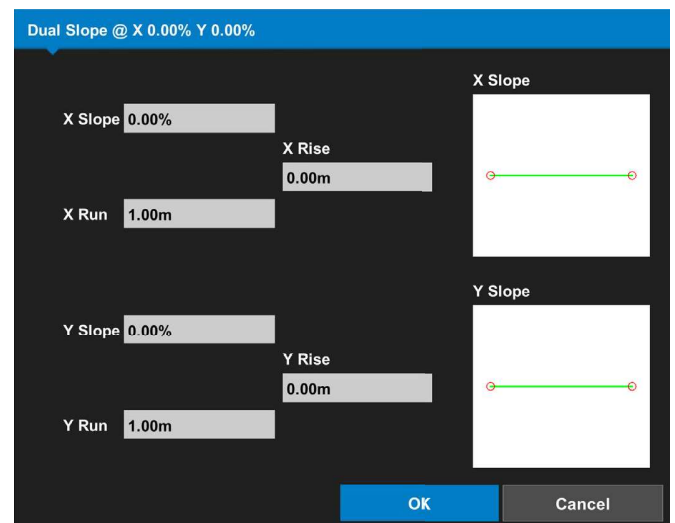 Dual Slope @ X 0.00% Y 0.00%
X Slope
X Slope 0.00%
X Rise
0.00m
X Run 1.00m
Y Slope
Y Slope 0.00%
Y Rise
0.00m
Y Run 1.00m
OK Cancel